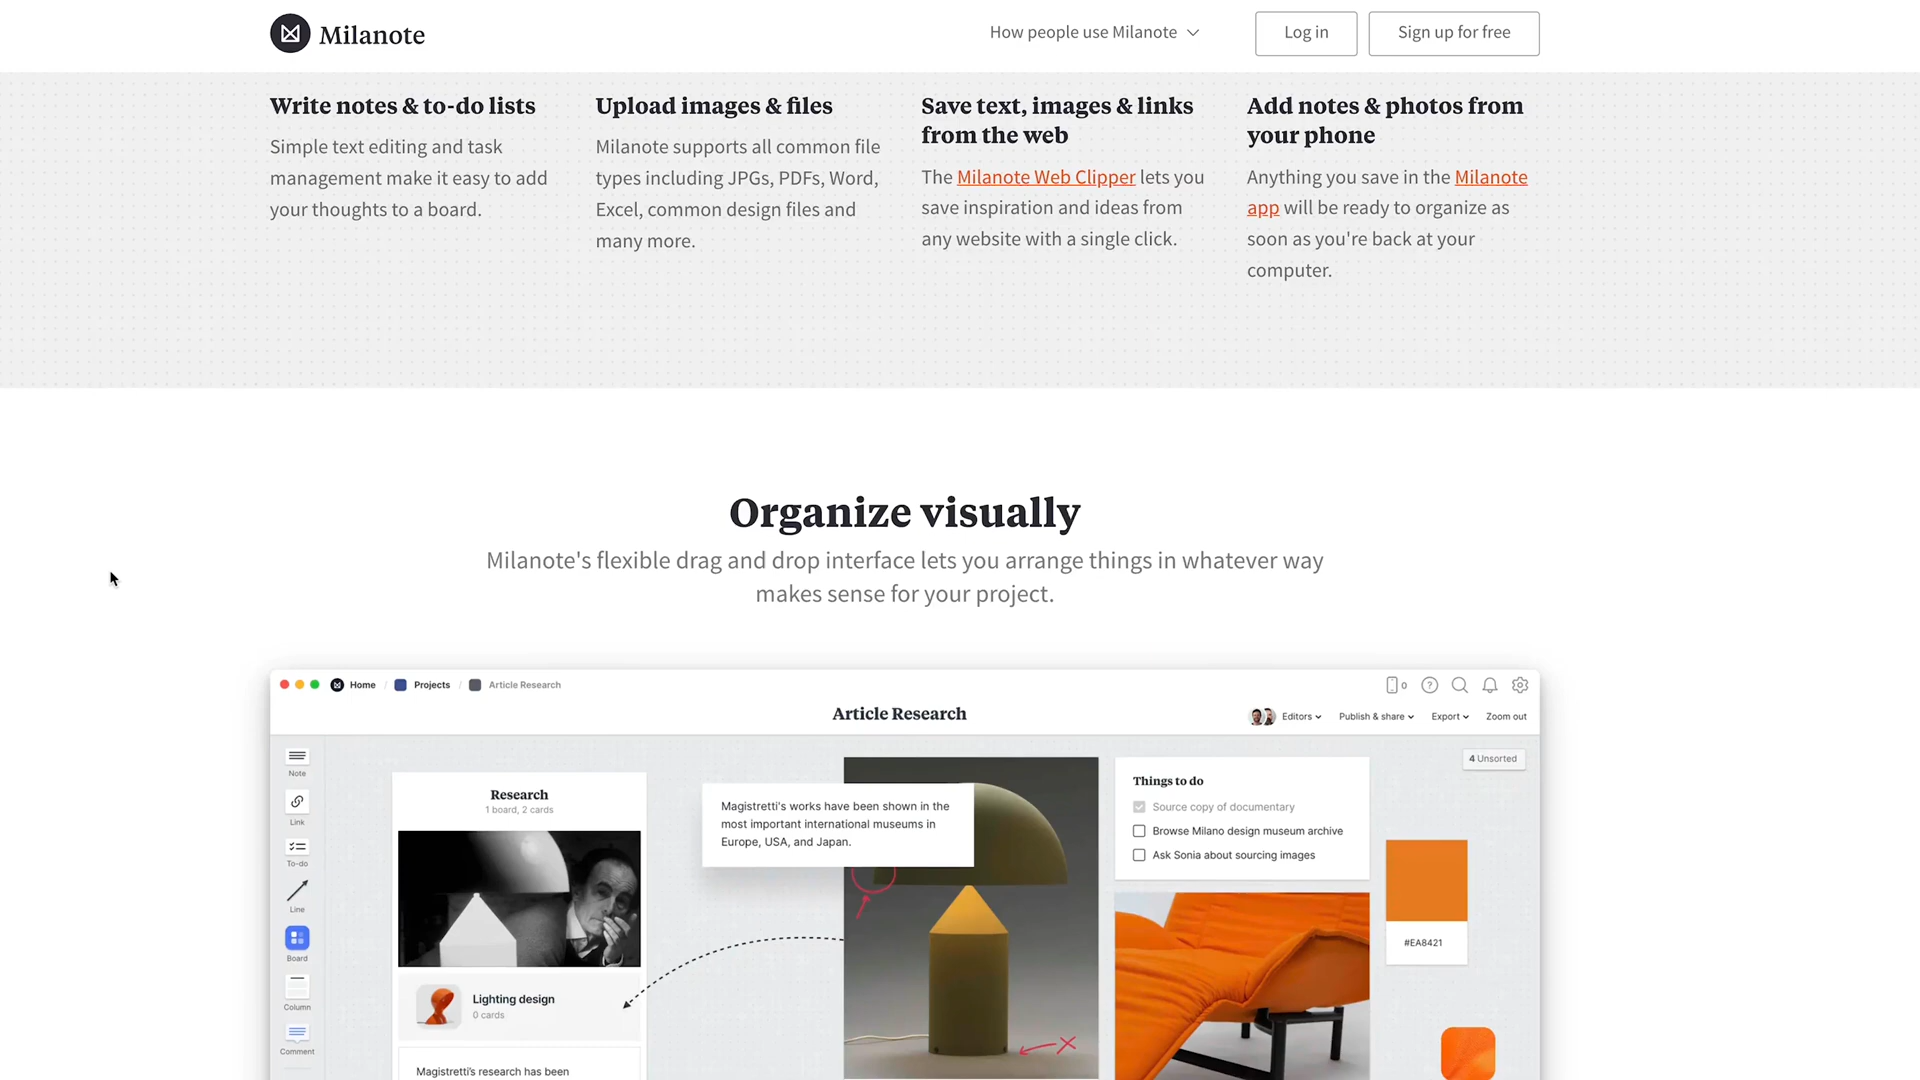 Milanote
How people use Milanote
Log in
Sign up for free
Write notes & to-do lists
Simple text editing and task
management make it easy to add
your thoughts to a board.
Upload images & files
Milanote supports all common file
types including JPGs, PDFs, Word,
Excel, common design files and
many more.
Save text, images & links
from the web
The Milanote Web Clipper lets you
save inspiration and ideas from
any website with a single click.
Add notes & photos from
your phone
Anything you save in the Milanote
app will be ready to organize as
soon as you're back at your
computer.
Organize visually
Milanote's flexible drag and drop interface lets you arrange things in whatever way
makes sense for your project.
Home / Projects / Article Research
0
Article Research
Editors
Publish & share
Export
Zoom out
Note
Link
To-do
Line
Board
Column
Comment
Research
1 board, 2 cards
Lighting design
0 cards
Magistretti's research has been
Magistretti's works have been shown in the
most important international museums in
Europe, USA, and Japan.
Things to do
Source copy of documentary
Browse Milano design museum archive
Ask Sonia about sourcing images
4 Unsorted
#EA8421